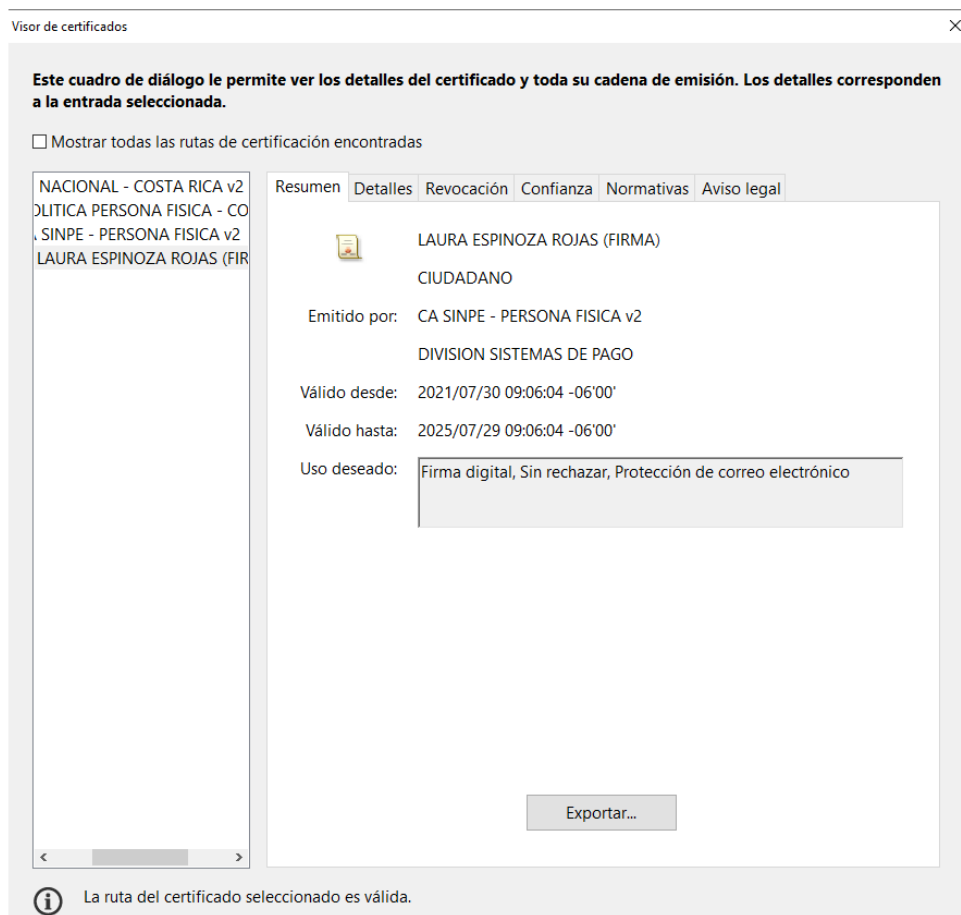 Visor de certificados
Este cuadro de diálogo le permite ver los detalles del certificado y toda su cadena de emisión. Los detalles corresponden
a la entrada seleccionada.
Mostrar todas las rutas de certificación encontradas
NACIONAL - COSTA RICA v2
OLITICA PERSONA FISICA - CO
SINPE - PERSONA FISICA v2
LAURA ESPINOZA ROJAS (FIR
Resumen Detalles Revocación Confianza Normativas Aviso legal
LAURA ESPINOZA ROJAS (FIRMA)
CIUDADANO
Emitido por: CA SINPE - PERSONA FISICA v2
DIVISION SISTEMAS DE PAGO
Válido desde: 2021/07/30 09:06:04 -06'00'
Válido hasta: 2025/07/29 09:06:04 -06'00'
Uso deseado: Firma digital, Sin rechazar, Protección de correo electrónico
Exportar...
La ruta del certificado seleccionado es válida.